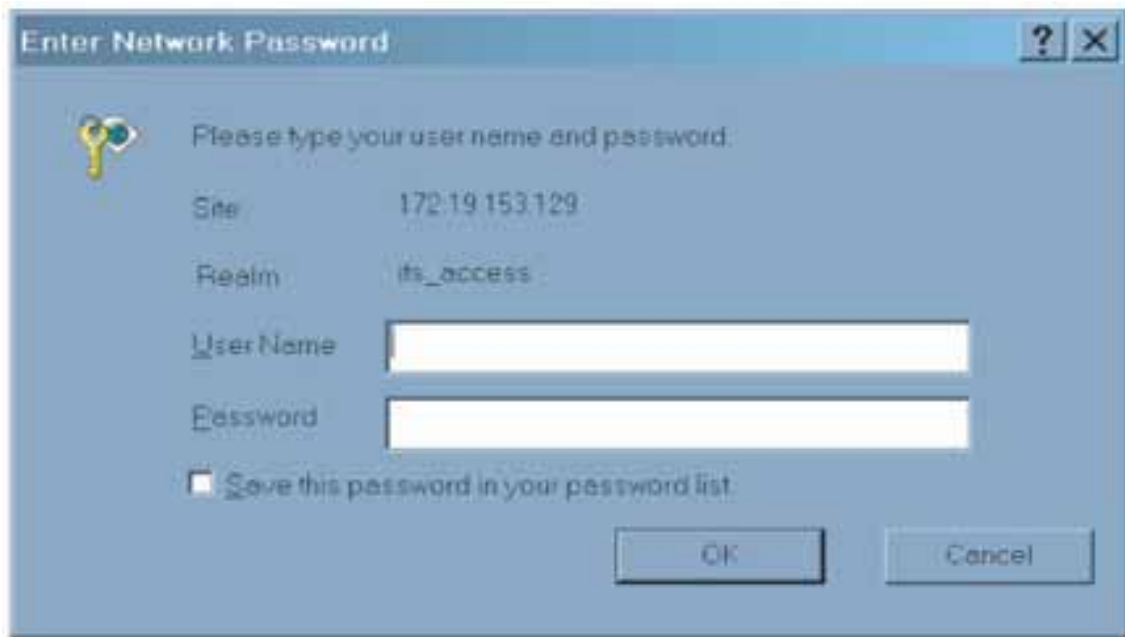 Enter Network Password
? X
Please type your user name and password.
Site: 172.19.153.129
Realm its_access
User Name
Password
Save this password in your password list
OK Cancel